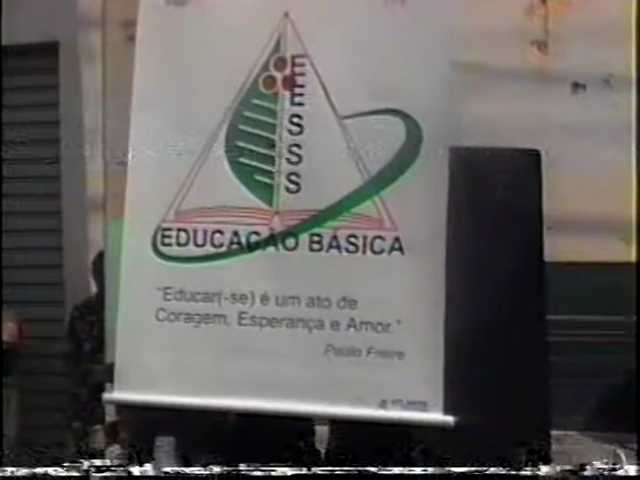 EESSS
EDUCAÇÃO BÁSICA
"Educar(-se) é um ato de
Coragem, Esperança e Amor."
Paulo Freire